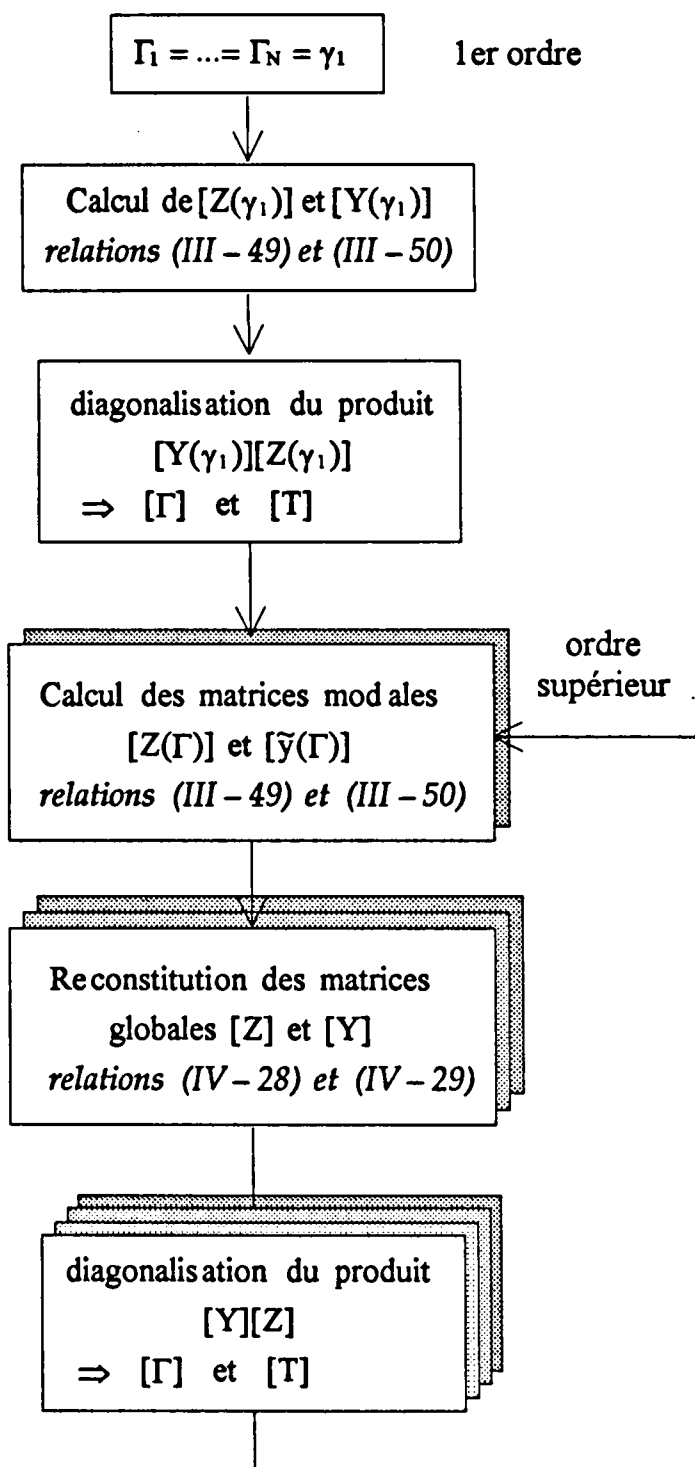 Γ₁ = ...= Γ_N = γ₁
1er ordre
Calcul de [Z(γ₁)] et [Y(γ₁)]
relations (III – 49) et (III – 50)
diagonalisation du produit
[Y(γ₁)][Z(γ₁)]
⇒ [Γ] et [T]
ordre
supérieur
Calcul des matrices modales
[Z(Γ)] et [ỹ(Γ)]
relations (III – 49) et (III – 50)
Reconstitution des matrices
globales [Z] et [Y]
relations (IV – 28) et (IV – 29)
diagonalisation du produit
[Y][Z]
⇒ [Γ] et [T]